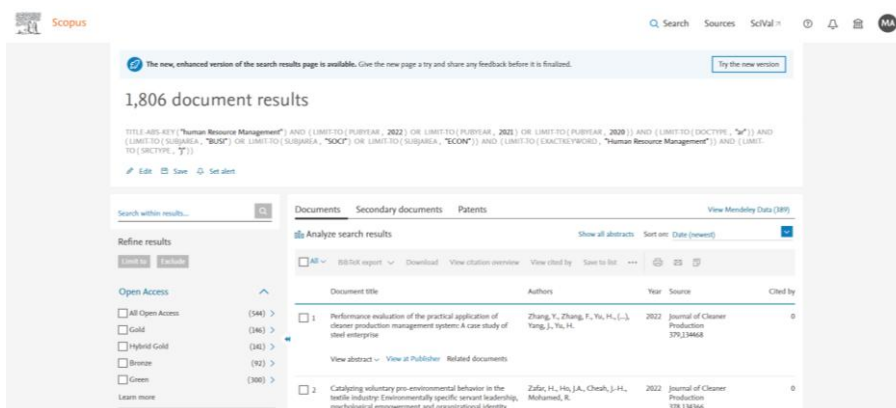 Scopus
Search Sources SciVal
MA
The new, enhanced version of the search results page is available. Give the new page a try and share any feedback before it is finalized.
Try the new version
1,806 document results
TITLE-ABS-KEY ( "human Resource Management" ) AND ( LIMIT-TO ( PUBYEAR , 2022 ) OR LIMIT-TO ( PUBYEAR , 2021 ) OR LIMIT-TO ( PUBYEAR , 2020 ) ) AND ( LIMIT-TO ( DOCTYPE , "ar" ) ) AND
( LIMIT-TO ( SUBJAREA , "BUSI" ) OR LIMIT-TO ( SUBJAREA , "SOCI" ) OR LIMIT-TO ( SUBJAREA , "ECON" ) ) AND ( LIMIT-TO ( EXACTKEYWORD , "Human Resource Management" ) ) AND ( LIMIT-
TO ( SRCTYPE , "j" ) )
Edit Save Set alert
Search within results...
Refine results
Limit to Exclude
Open Access
All Open Access (544)
Gold (146)
Hybrid Gold (141)
Bronze (92)
Green (300)
Learn more
Documents Secondary documents Patents View Mendeley Data (389)
Analyze search results Show all abstracts Sort on: Date (newest)
All BibTeX export Download View citation overview View cited by Save to list ...
Document title Authors Year Source Cited by
1 Performance evaluation of the practical application of Zhang, Y., Zhang, F., Yu, H., (...), 2022 Journal of Cleaner 0
cleaner production management system: A case study of Yang, J., Yu, H. Production
steel enterprise 379,134468
View abstract View at Publisher Related documents
2 Catalyzing voluntary pro-environmental behavior in the Zafar, H., Ho, J.A., Cheah, J.-H., 2022 Journal of Cleaner 0
textile industry: Environmentally specific servant leadership, Mohamed, R. Production
psychological empowerment and organizational identity 378,134366